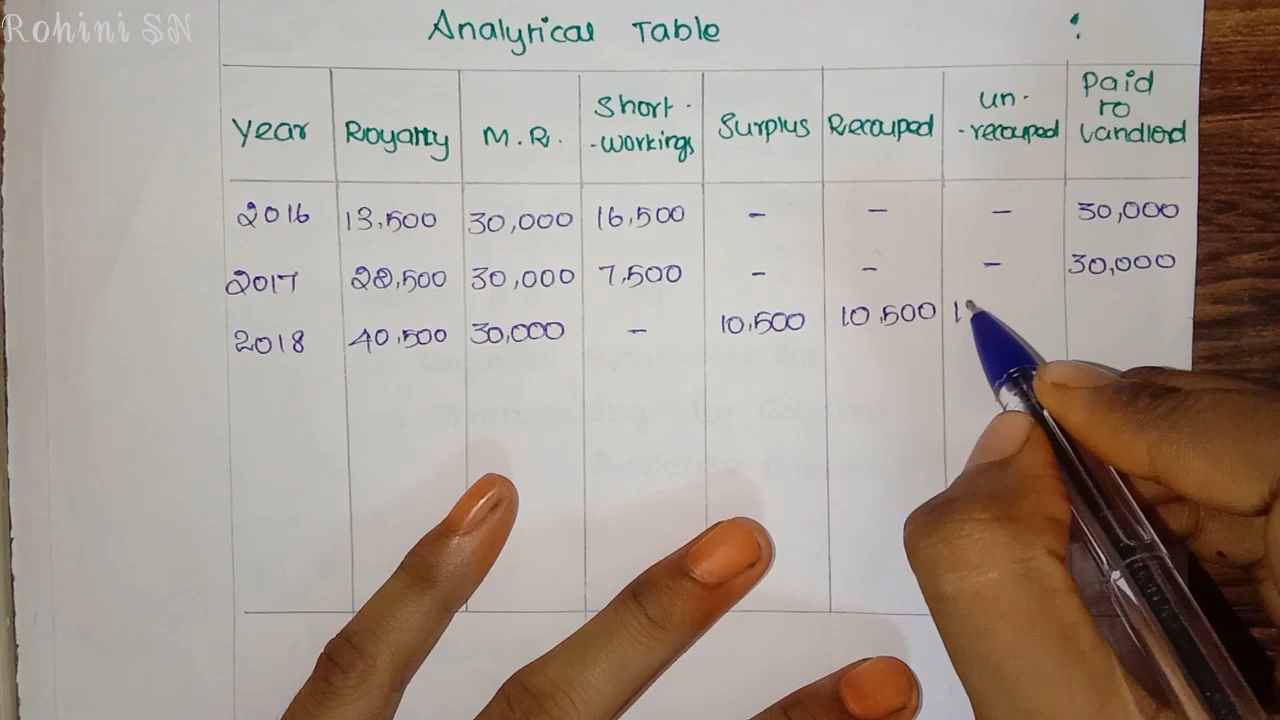 Rohini SN
Analytical Table
Year Royalty M.R. Short- -workings Surplus Recouped un- -recouped Paid to Landlord
2016 13,500 30,000 16,500 - - - 30,000
2017 22,500 30,000 7,500 - - - 30,000
2018 40,500 30,000 - 10,500 10,500 1